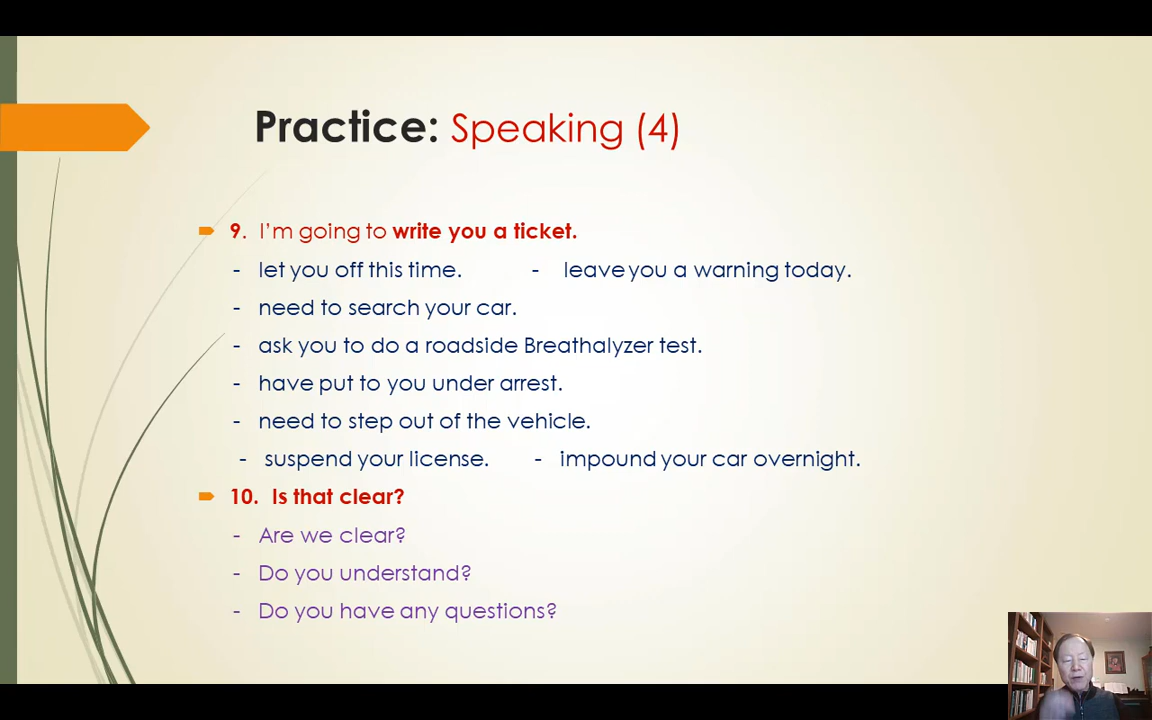 Practice: Speaking (4)
9. I'm going to write you a ticket.
- let you off this time. - leave you a warning today.
- need to search your car.
- ask you to do a roadside Breathalyzer test.
- have put to you under arrest.
- need to step out of the vehicle.
- suspend your license. - impound your car overnight.
10. Is that clear?
- Are we clear?
- Do you understand?
- Do you have any questions?